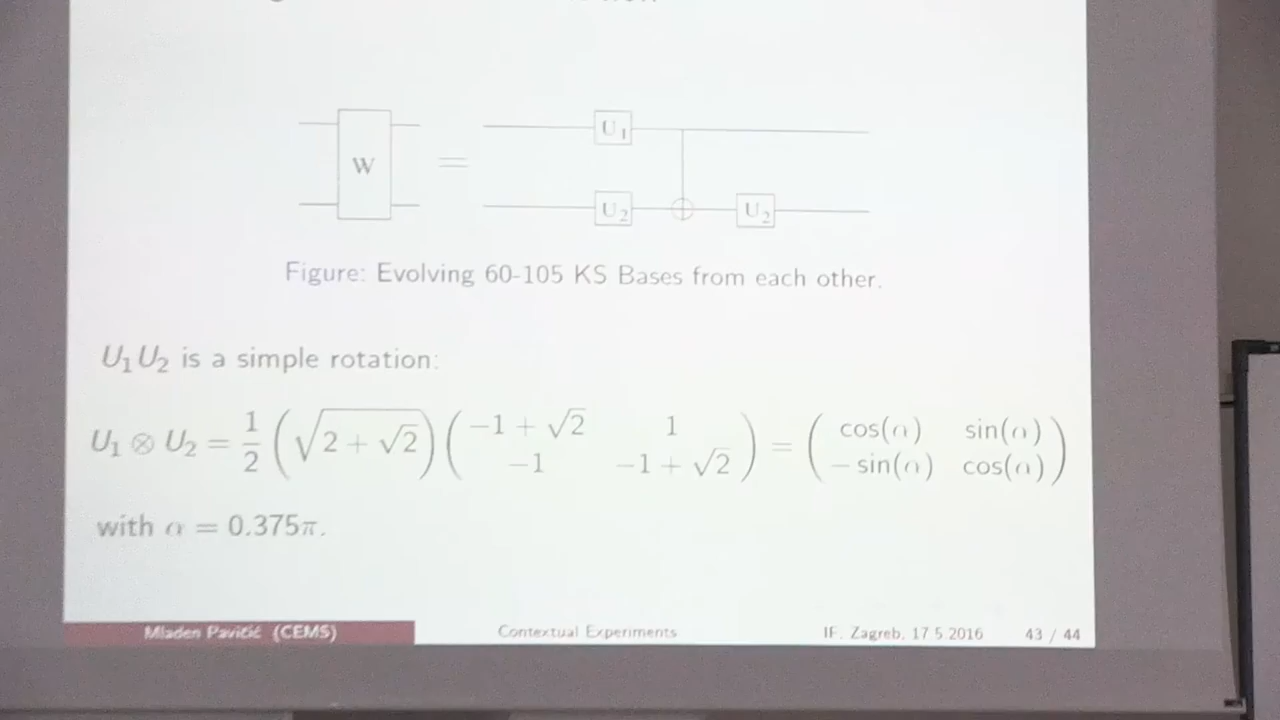 W = U₁
U₂ ⊕ U₂
Figure: Evolving 60-105 KS Bases from each other.
U₁U₂ is a simple rotation:
U₁ ⊗ U₂ = 1/2 (√(2 + √2)) (−1 + √2  1 ; −1  −1 + √2) = (cos(α)  sin(α) ; − sin(α)  cos(α))
with α = 0.375π.
Mladen Pavičić (CEMS)  Contextual Experiments  IF, Zagreb, 17.5.2016  43 / 44